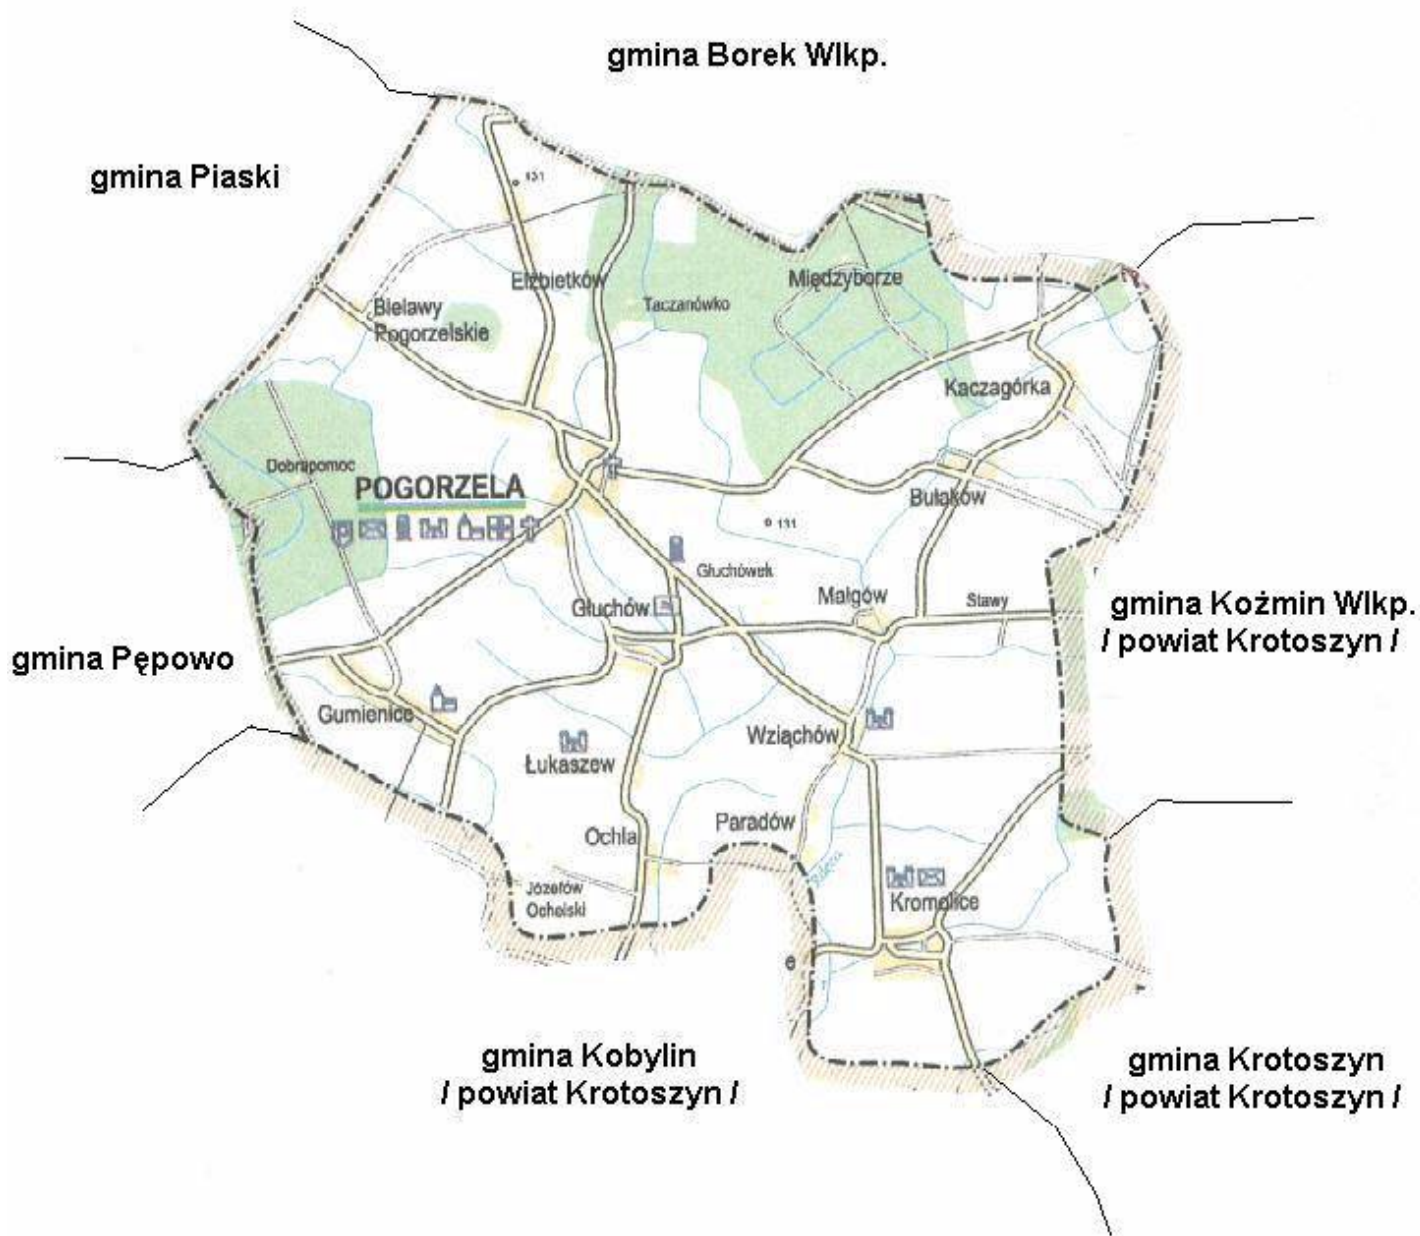 gmina Borek Wlkp.
gmina Piaski
131
Elżbietków
Międzyborze
Taczanówko
Bielawy
Pogorzelskie
Kaczagórka
Dobrapomoc
POGORZELA
Bułaków
131
Głuchówek
Głuchów
Małgów
Stawy
gmina Koźmin Wlkp.
/ powiat Krotoszyn /
gmina Pępowo
Gumienice
Wziąchów
Łukaszew
Paradów
Ochla
Józefów
Ochelski
Kromolice
e
gmina Kobylin
/ powiat Krotoszyn /
gmina Krotoszyn
/ powiat Krotoszyn /